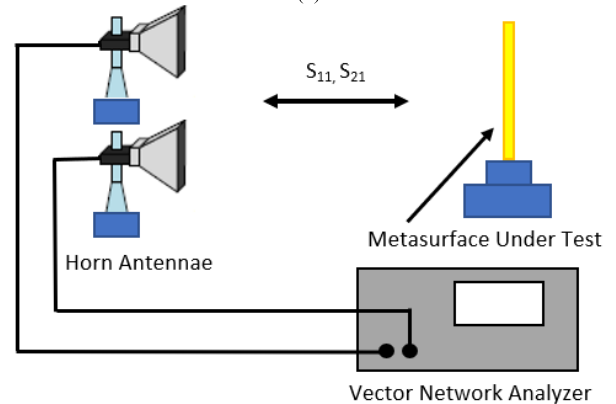 S11, S21
Horn Antennae
Metasurface Under Test
Vector Network Analyzer